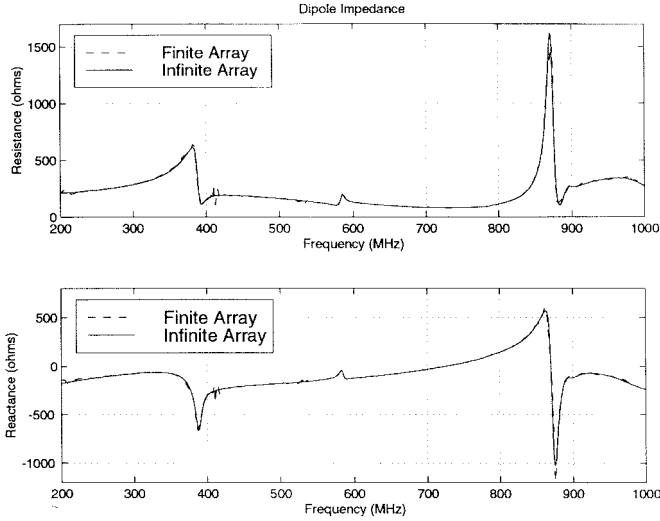 Dipole Impedance
1500
1000
500
0
Resistance (ohms)
Finite Array
Infinite Array
200 300 400 500 600 700 800 900 1000
Frequency (MHz)
500
0
-500
-1000
Reactance (ohms)
Finite Array
Infinite Array
200 300 400 500 600 700 800 900 1000
Frequency (MHz)